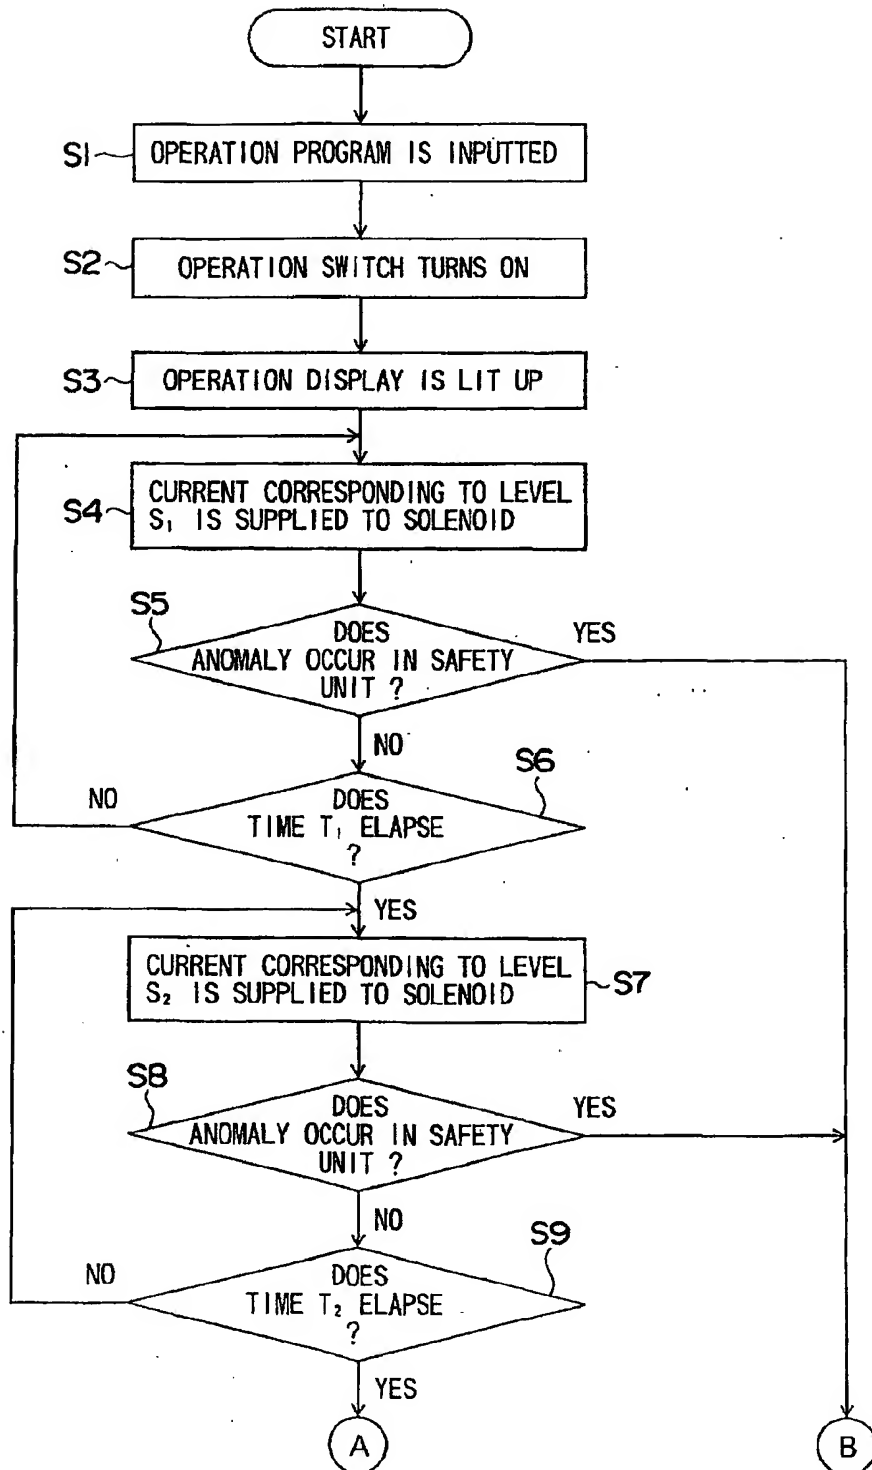 START
S1
OPERATION PROGRAM IS INPUTTED
S2
OPERATION SWITCH TURNS ON
S3
OPERATION DISPLAY IS LIT UP
S4
CURRENT CORRESPONDING TO LEVEL
S₁ IS SUPPLIED TO SOLENOID
S5
DOES
ANOMALY OCCUR IN SAFETY
UNIT ?
YES
NO
S6
DOES
TIME T₁ ELAPSE
?
NO
YES
CURRENT CORRESPONDING TO LEVEL
S₂ IS SUPPLIED TO SOLENOID
S7
S8
DOES
ANOMALY OCCUR IN SAFETY
UNIT ?
YES
NO
S9
DOES
TIME T₂ ELAPSE
?
NO
YES
A
B